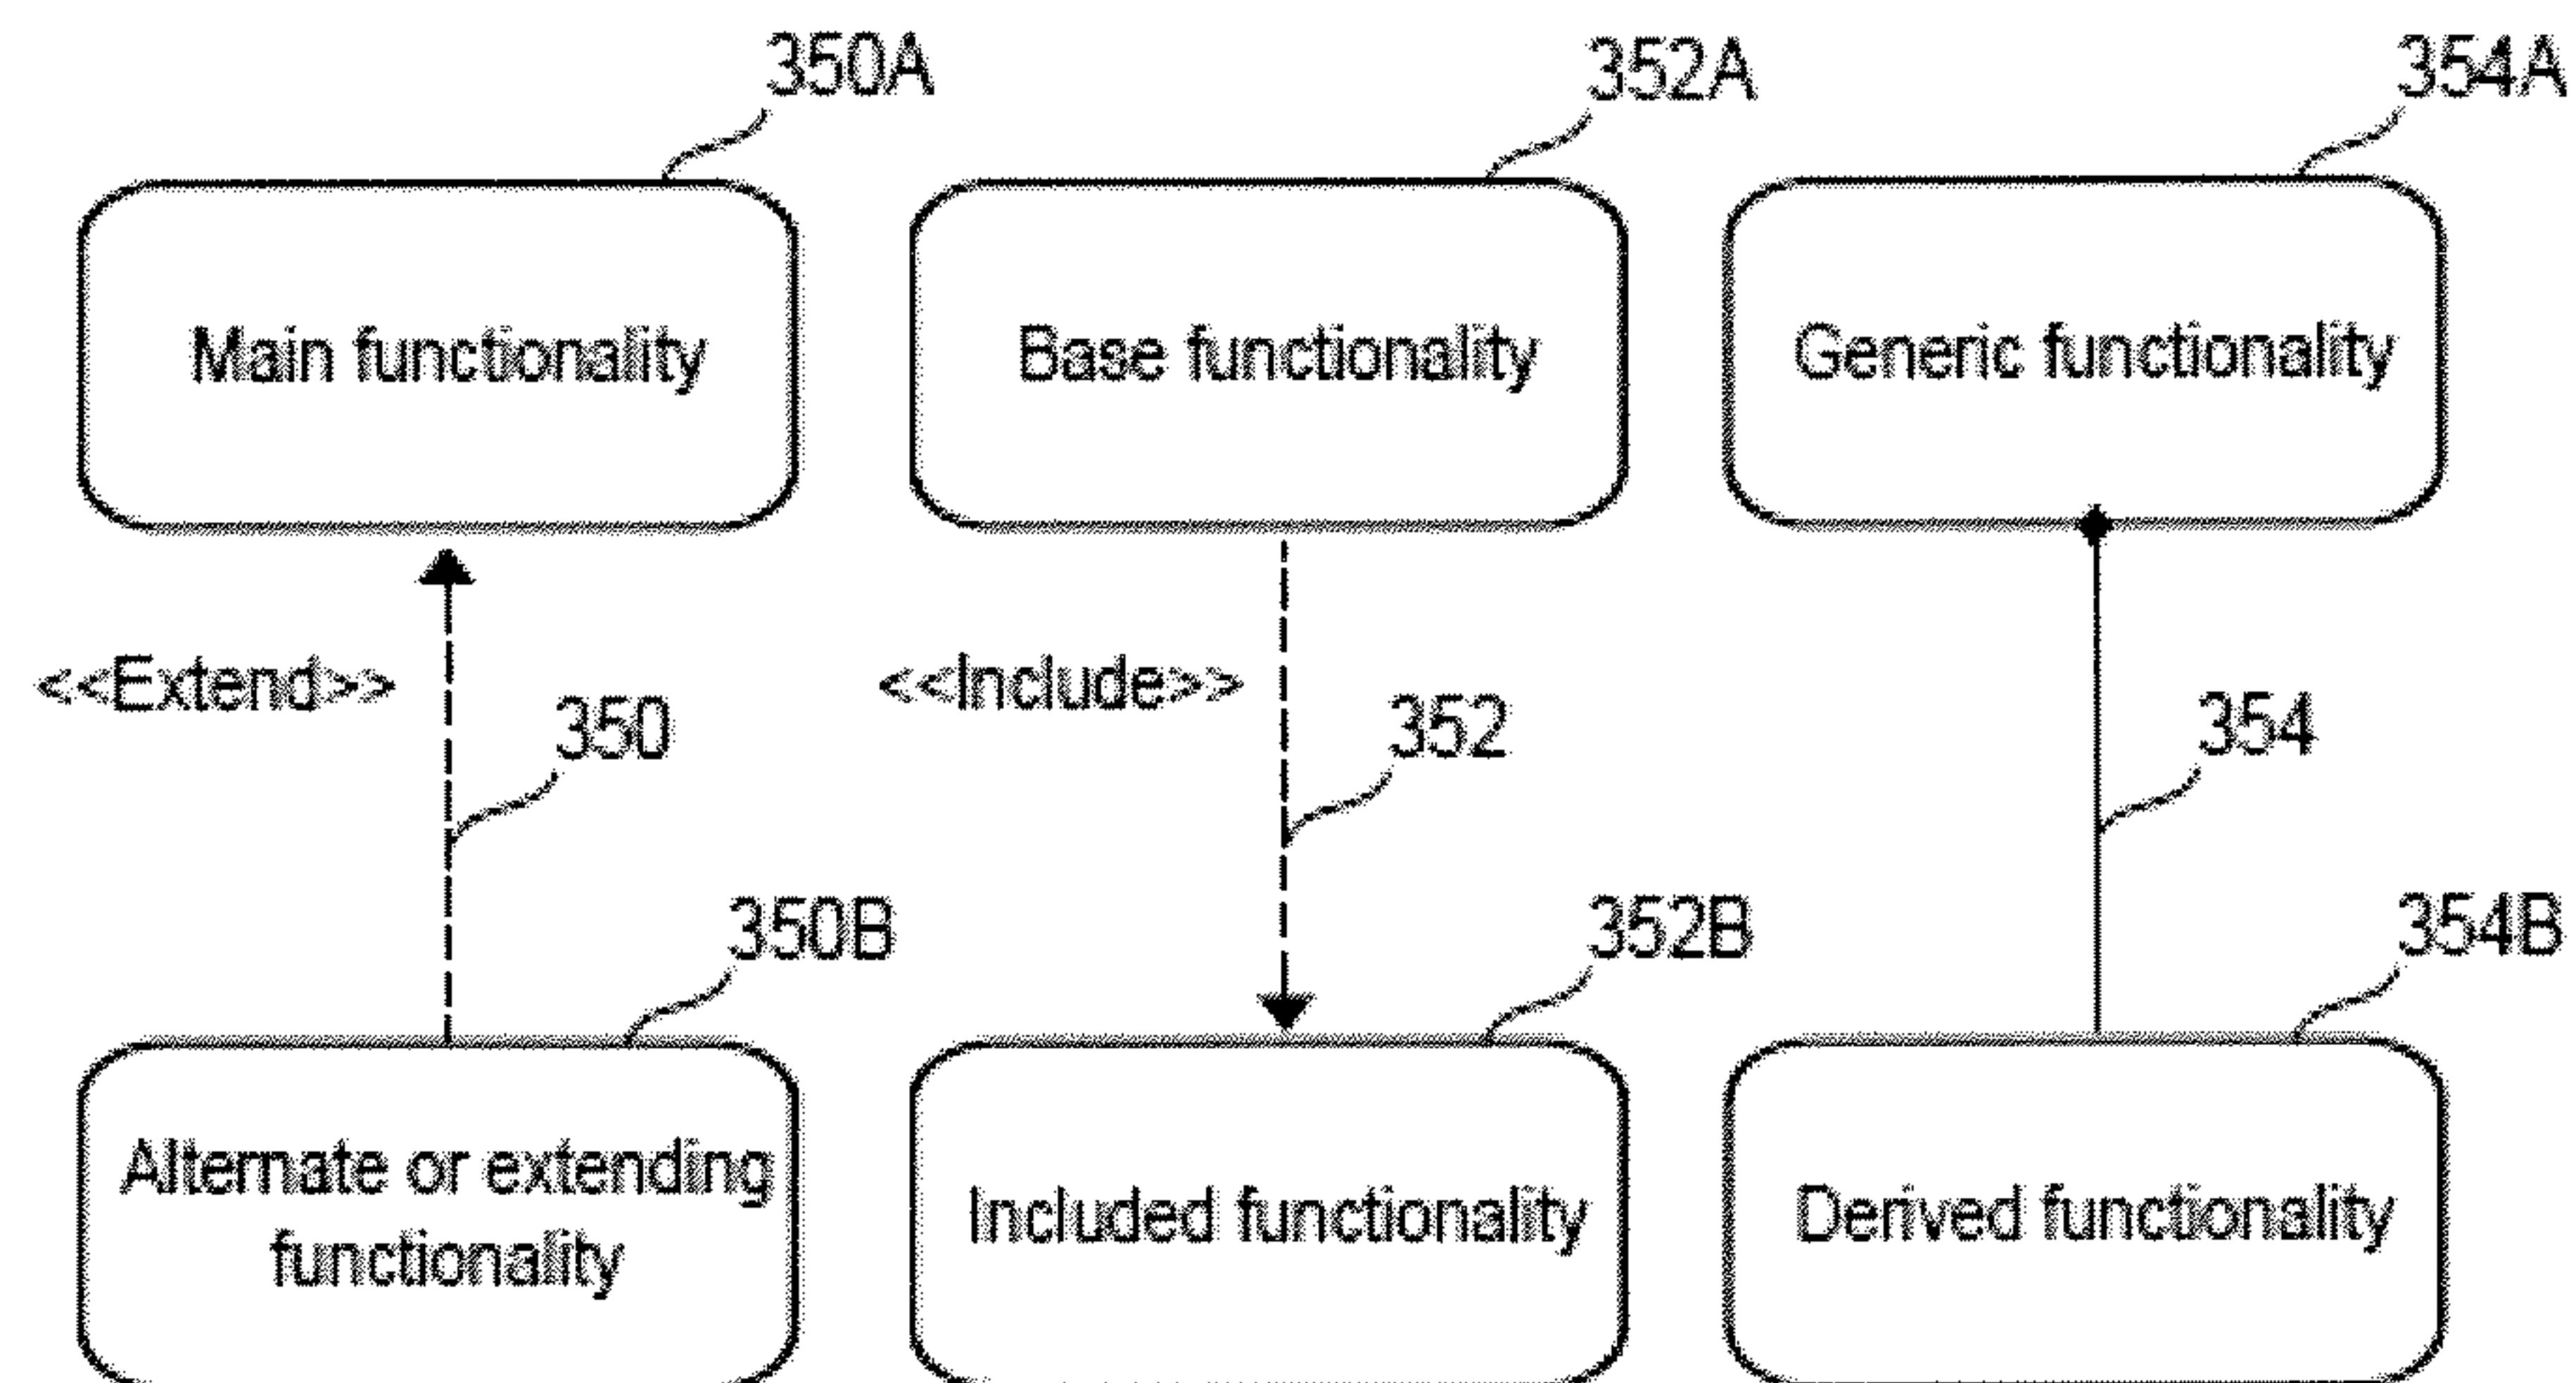 350A
352A
354A
Main functionality
Base functionality
Generic functionality
<<Extend>>
350
<<Include>>
352
354
350B
352B
354B
Alternate or extending
functionality
Included functionality
Derived functionality